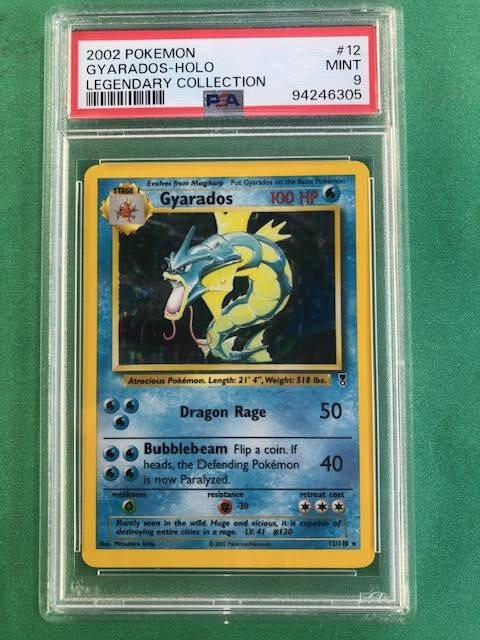 2002 POKEMON #12
GYARADOS-HOLO MINT
LEGENDARY COLLECTION 9
PSA 94246305
Evolves from Magikarp Put Gyarados on the Basic Pokémon
STAGE 1
Gyarados 100 HP
Atrocious Pokémon. Length: 21' 4", Weight: 518 lbs.
Dragon Rage 50
Bubblebeam Flip a coin. If
heads, the Defending Pokémon 40
is now Paralyzed.
weakness resistance retreat cost
-30
Rarely seen in the wild. Huge and vicious, it is capable of
destroying entire cities in a rage. LV. 41 #130
Illus. Mitsuhiro Arita © 2002 Pokémon/Nintendo 12/110 ★